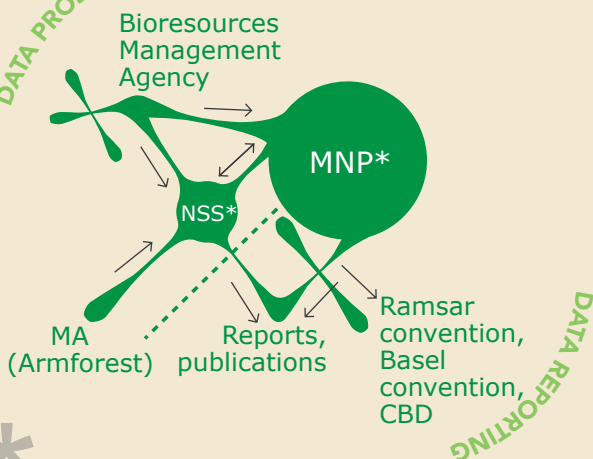 DATA PRO
Bioresources
Management
Agency
MNP*
NSS*
MA
(Armforest)
Reports,
publications
Ramsar
convention,
Basel
convention,
CBD
DATA REPORTING
*